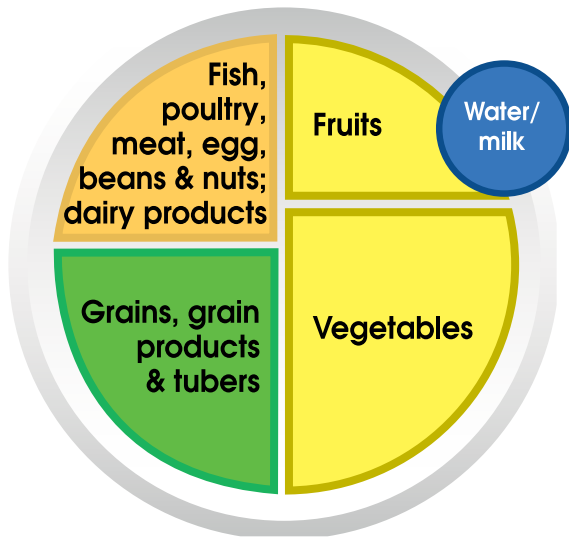 Fish,
poultry,
meat, egg,
beans & nuts;
dairy products
Fruits
Water/
milk
Grains, grain
products
& tubers
Vegetables